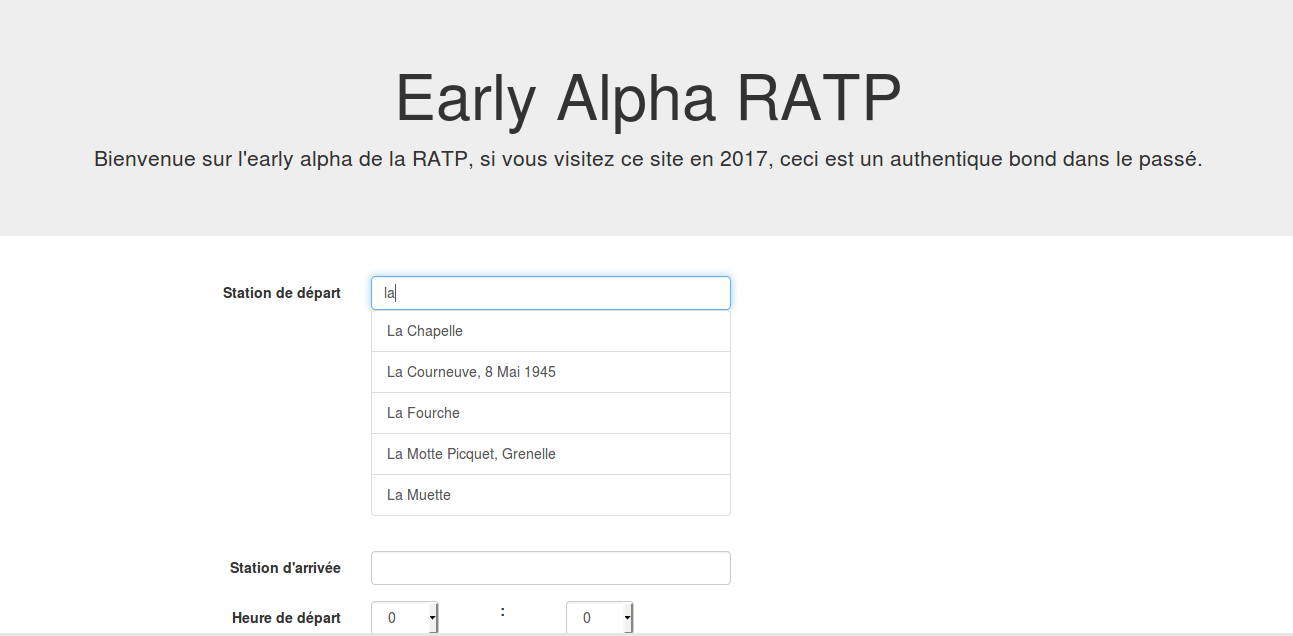 Early Alpha RATP
Bienvenue sur l'early alpha de la RATP, si vous visitez ce site en 2017, ceci est un authentique bond dans le passé.
Station de départ
la
La Chapelle
La Courneuve, 8 Mai 1945
La Fourche
La Motte Picquet, Grenelle
La Muette
Station d'arrivée
Heure de départ 0 : 0